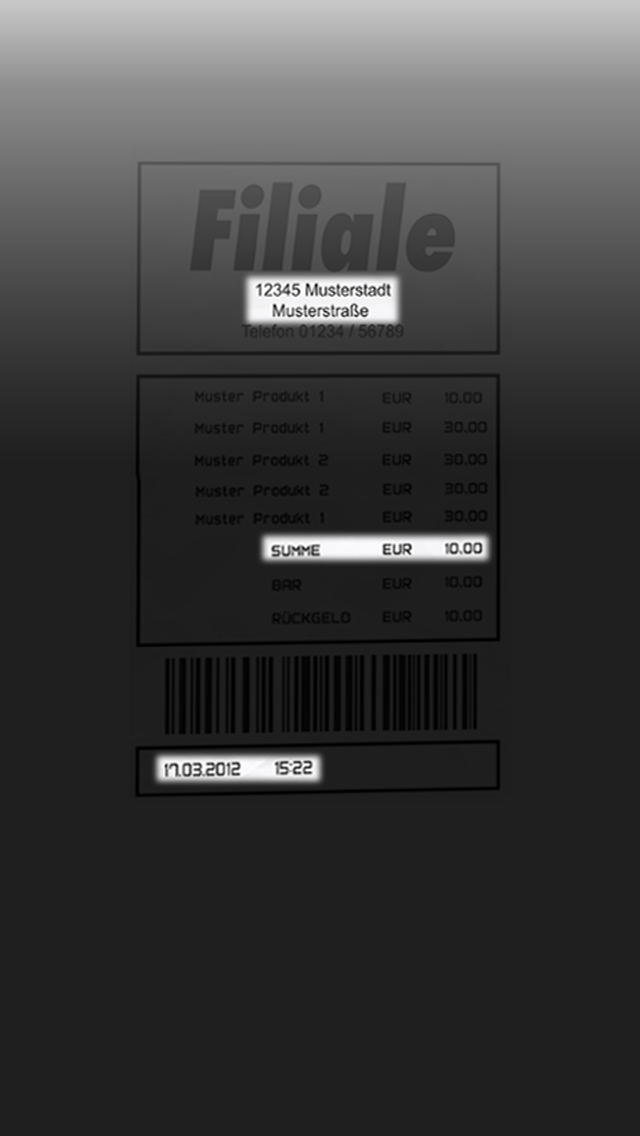 Filiale
12345 Musterstadt
Musterstraße
Telefon 01234 / 56789
Muster Produkt 1 EUR 10.00
Muster Produkt 1 EUR 30.00
Muster Produkt 2 EUR 30.00
Muster Produkt 2 EUR 30.00
Muster Produkt 1 EUR 30.00
SUMME EUR 10.00
BAR EUR 10.00
RÜCKGELD EUR 10.00
17.03.2012 15:22